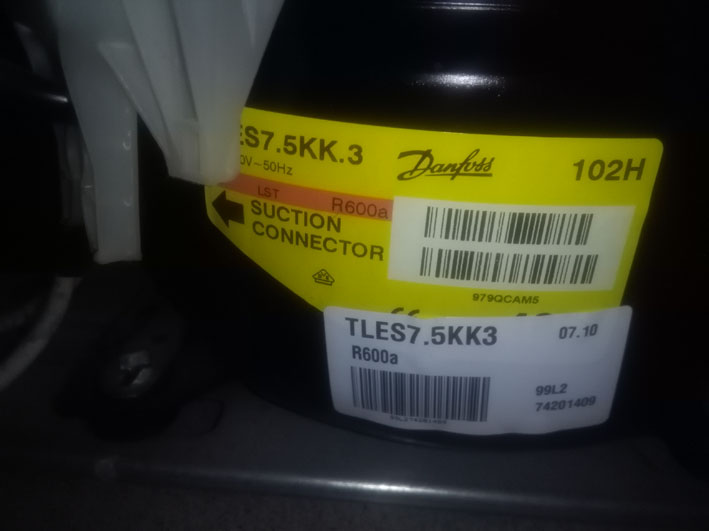 ES7.5KK.3
0V~50Hz
Danfoss
102H
LST R600a
SUCTION
CONNECTOR
979QCAM5
TLES7.5KK3
07.10
R600a
99L2
74201409